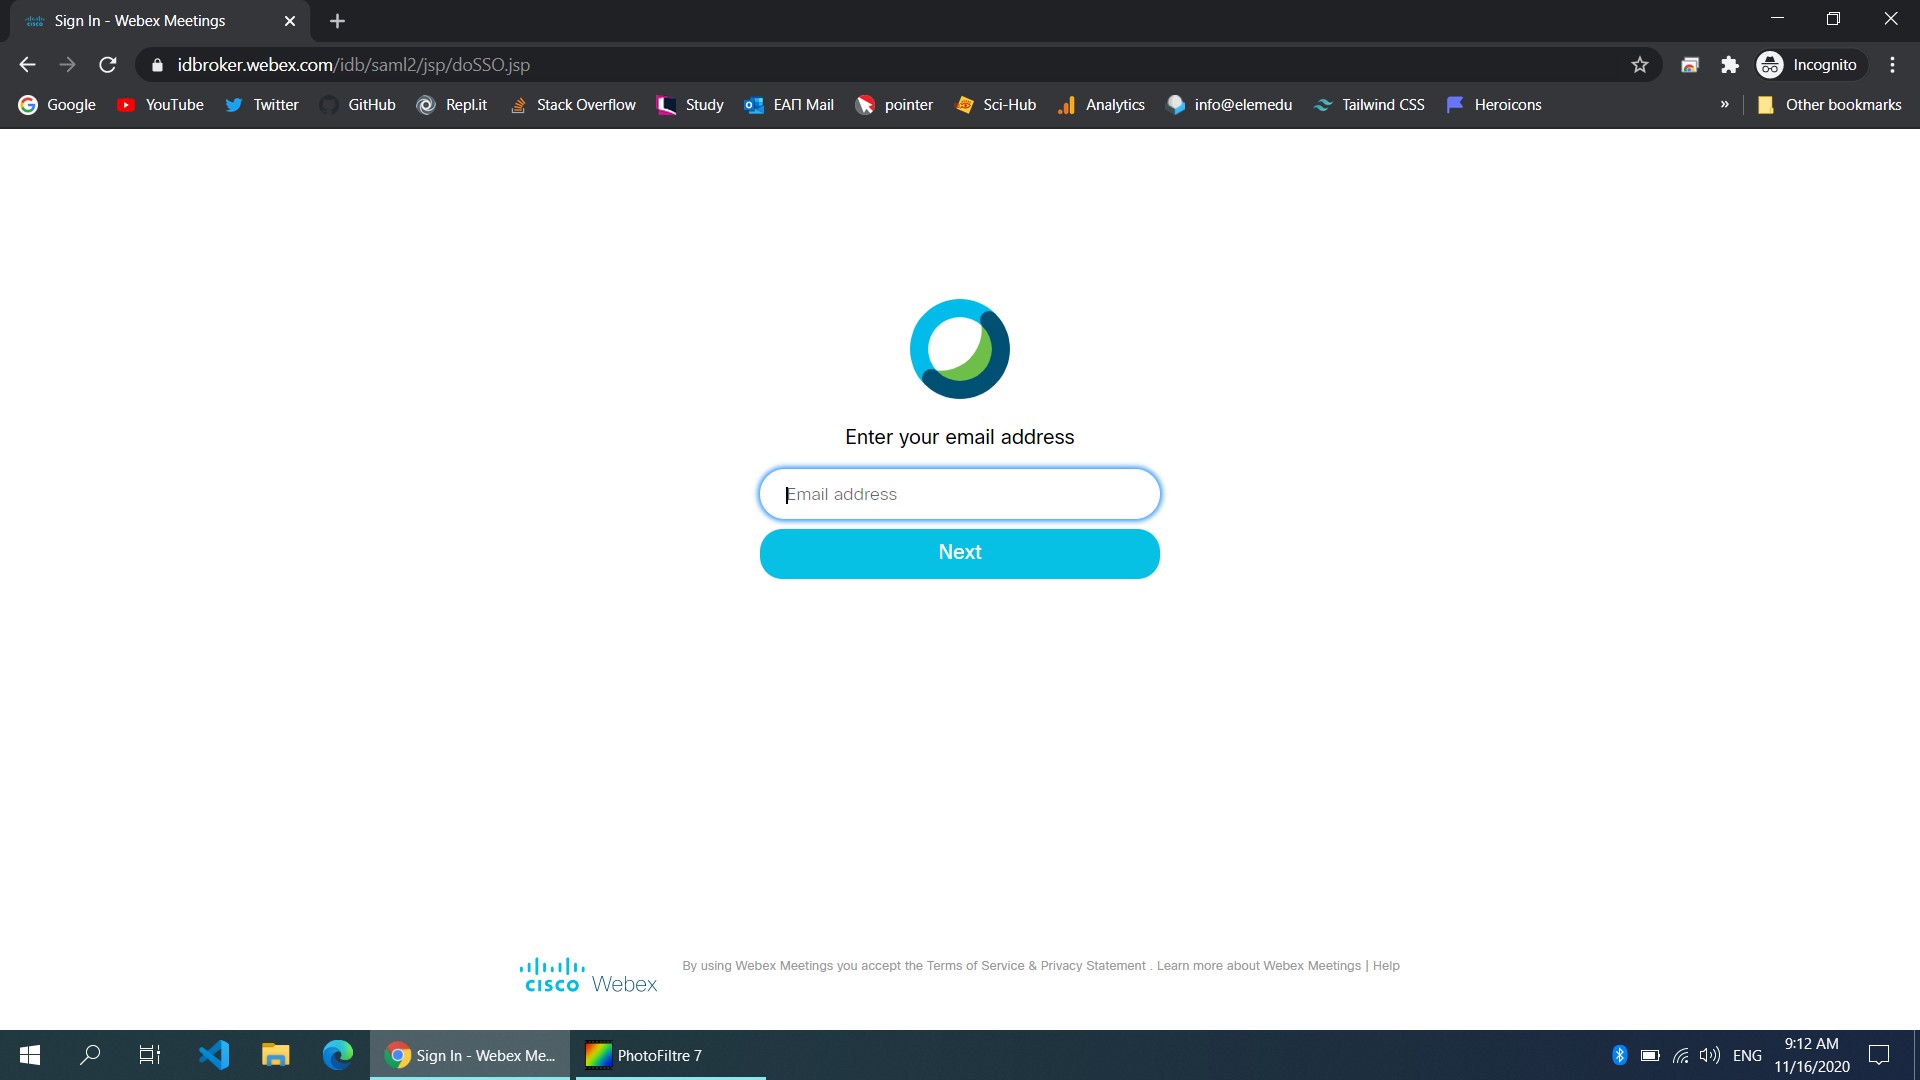 Sign In - Webex Meetings
idbroker.webex.com/idb/saml2/jsp/doSSO.jsp
Incognito
Google YouTube Twitter GitHub Repl.it Stack Overflow Study ΕΑΠ Mail pointer Sci-Hub Analytics info@elemedu Tailwind CSS Heroicons » Other bookmarks
Enter your email address
Email address
Next
cisco Webex
By using Webex Meetings you accept the Terms of Service & Privacy Statement . Learn more about Webex Meetings | Help
Sign In - Webex Me...
PhotoFiltre 7
ENG
9:12 AM
11/16/2020